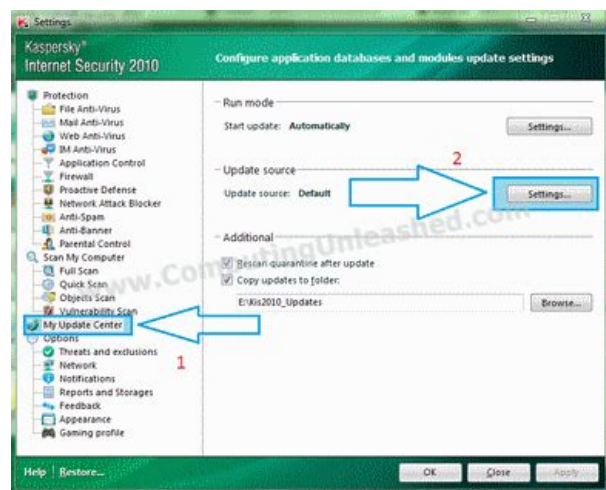 Settings
Kaspersky®
Internet Security 2010
Configure application databases and modules update settings
Protection
File Anti-Virus
Mail Anti-Virus
Web Anti-Virus
IM Anti-Virus
Application Control
Firewall
Proactive Defense
Network Attack Blocker
Anti-Spam
Anti-Banner
Parental Control
Scan My Computer
Full Scan
Quick Scan
Objects Scan
Vulnerability Scan
My Update Center
Options
Threats and exclusions
Network
Notifications
Reports and Storages
Feedback
Appearance
Gaming profile
1
Run mode
Start update: Automatically
Settings...
2
Update source
Update source: Default
Settings...
Additional
Rescan quarantine after update
Copy updates to folder:
E:\Kis2010_Updates
Browse...
www.ComputingUnleashed.com
Help | Restore...
OK
Close
Apply